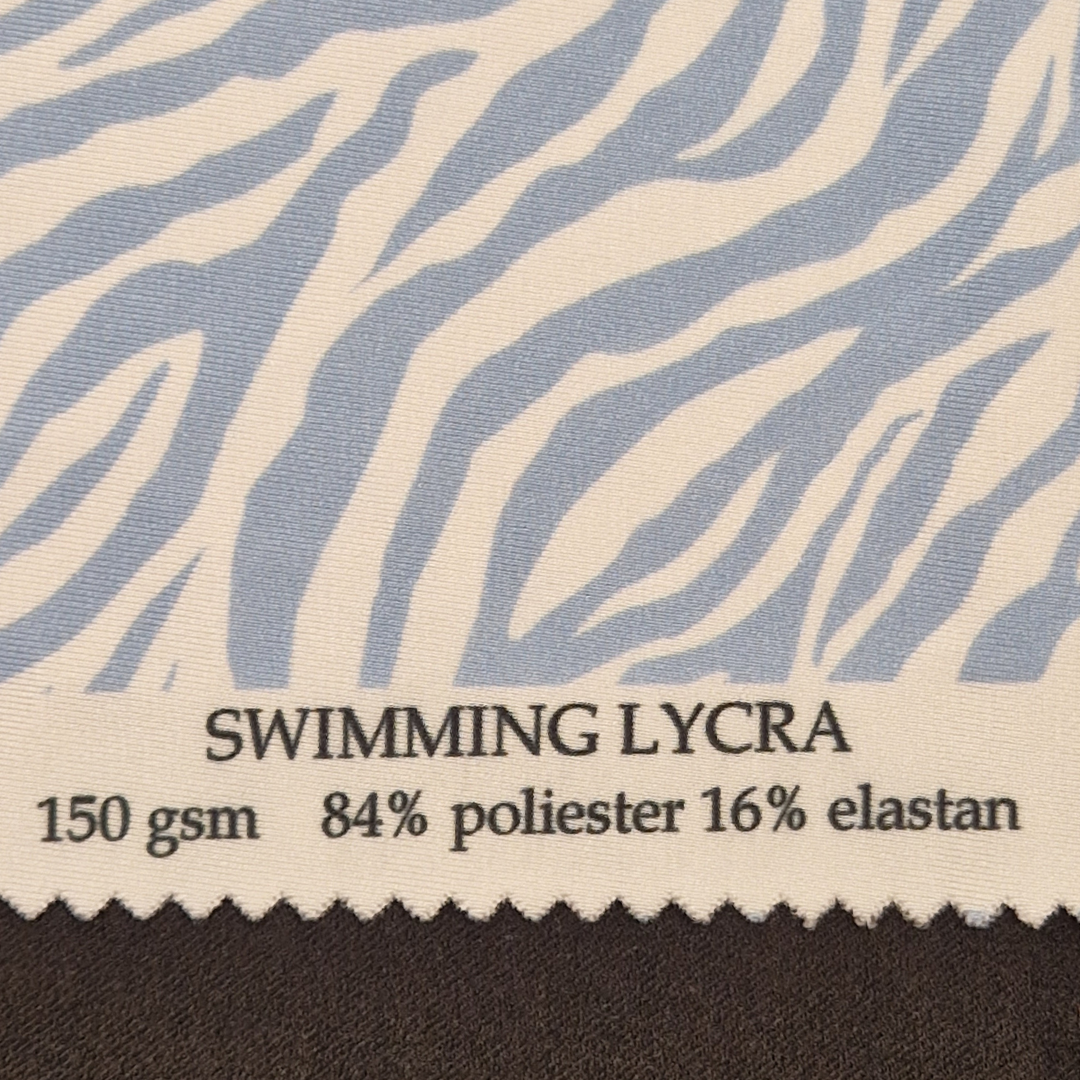 SWIMMING LYCRA
150 gsm 84% poliester 16% elastan